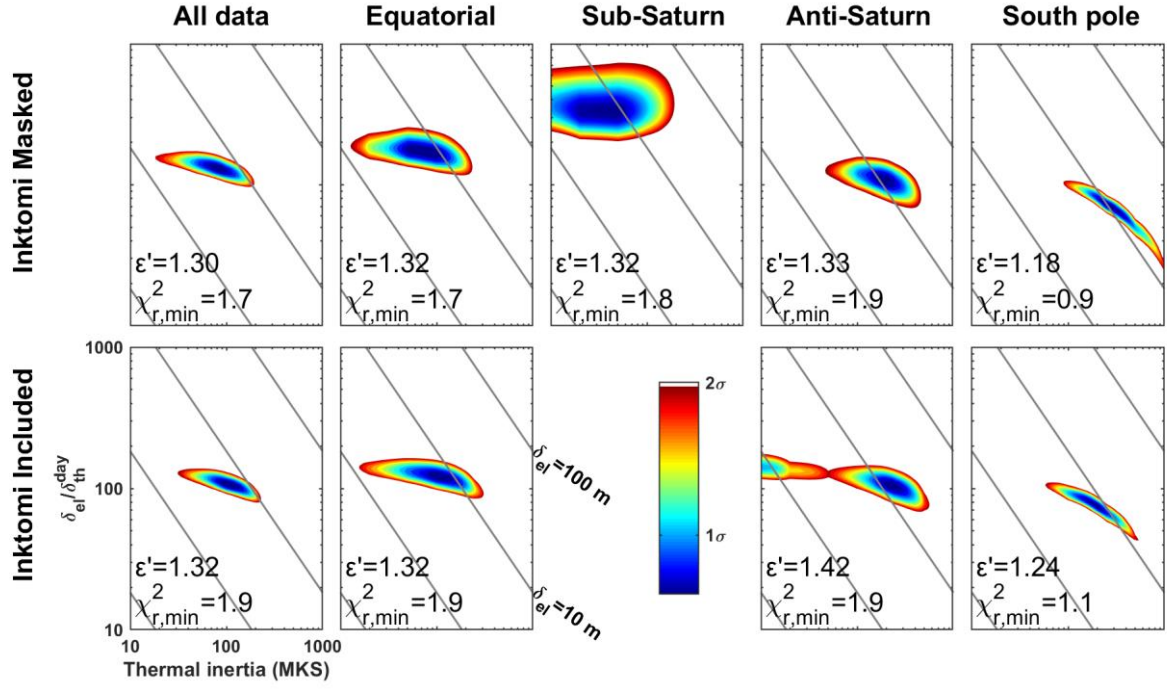 All data Equatorial Sub-Saturn Anti-Saturn South pole
Inktomi Masked
ε'=1.30
χ²r,min=1.7
ε'=1.32
χ²r,min=1.7
ε'=1.32
χ²r,min=1.8
ε'=1.33
χ²r,min=1.9
ε'=1.18
χ²r,min=0.9
Inktomi Included
δel/δth^day
1000
100
10
ε'=1.32
χ²r,min=1.9
10 100 1000
Thermal inertia (MKS)
ε'=1.32
χ²r,min=1.9
δel=100 m
δel=10 m
2σ
1σ
ε'=1.42
χ²r,min=1.9
ε'=1.24
χ²r,min=1.1